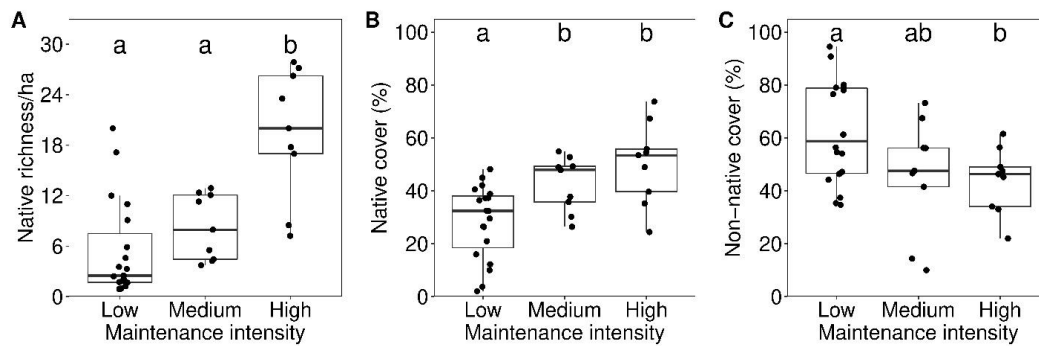 A
Native richness/ha
30
24
18
12
6
0
a a b
Low Medium High
Maintenance intensity
B
Native cover (%)
100
80
60
40
20
0
a b b
Low Medium High
Maintenance intensity
C
Non−native cover (%)
100
80
60
40
20
0
a ab b
Low Medium High
Maintenance intensity